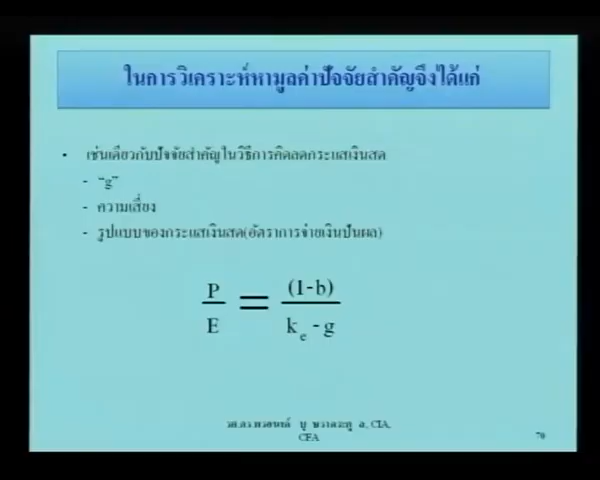 ในการวิเคราะห์หามูลค่าปัจจัยสำคัญจึงได้แก่
• เช่นเดียวกับปัจจัยสำคัญในวิธีการคิดลดกระแสเงินสด
- "g"
- ความเสี่ยง
- รูปแบบของกระแสเงินสด(อัตราการจ่ายเงินปันผล)
P/E = (1-b)/(k_e - g)
CIA,
CFA
70